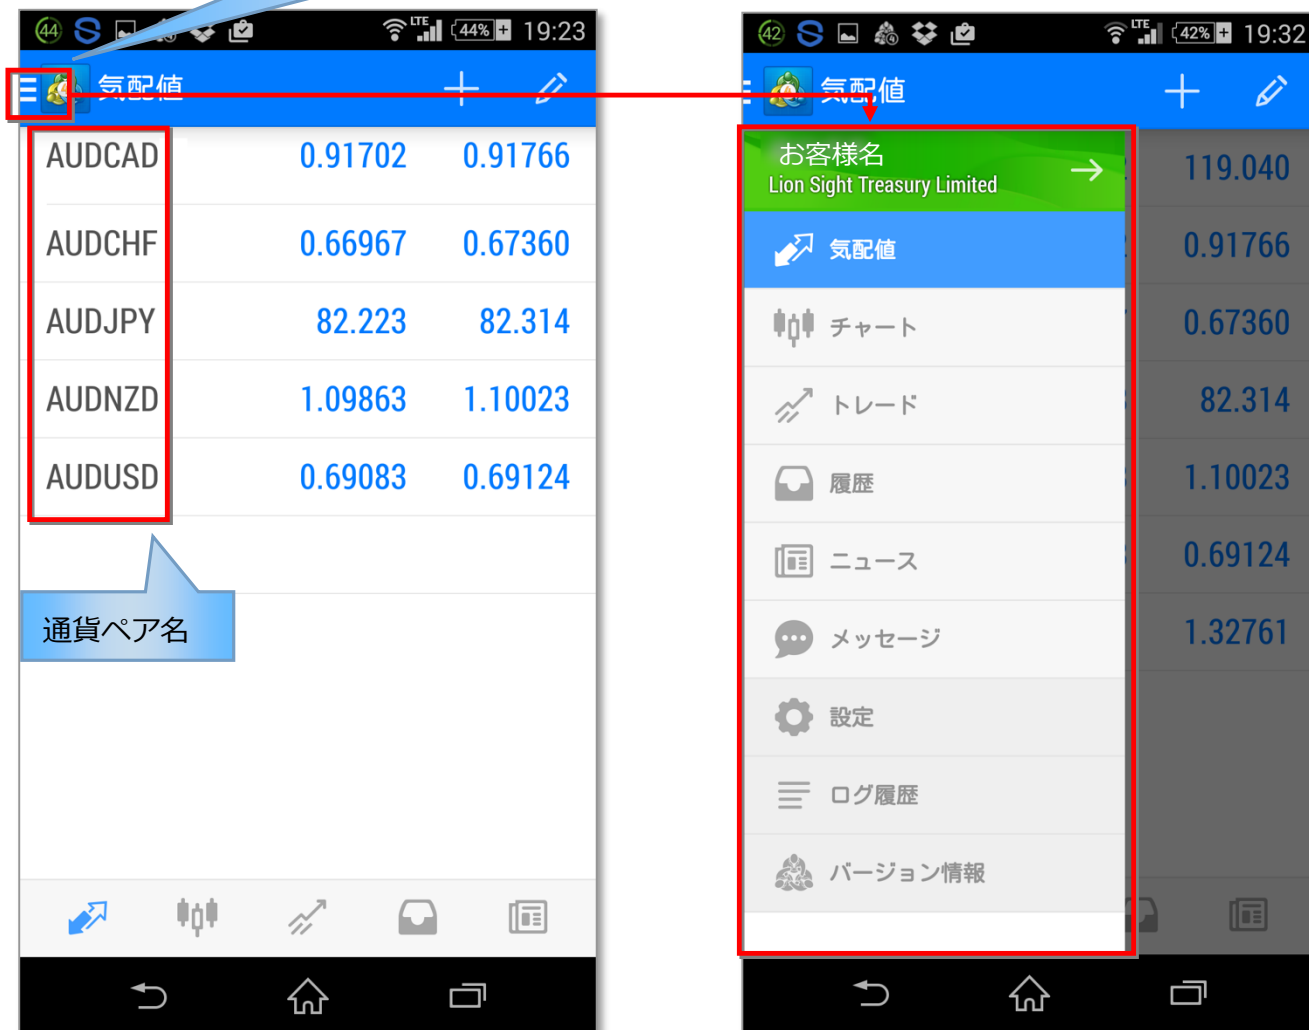 44
44%
19:23
気配値
AUDCAD 0.91702 0.91766
AUDCHF 0.66967 0.67360
AUDJPY 82.223 82.314
AUDNZD 1.09863 1.10023
AUDUSD 0.69083 0.69124
通貨ペア名
42
LTE
42%
19:32
気配値
お客様名
Lion Sight Treasury Limited
気配値
チャート
トレード
履歴
ニュース
メッセージ
設定
ログ履歴
バージョン情報
119.040
0.91766
0.67360
82.314
1.10023
0.69124
1.32761